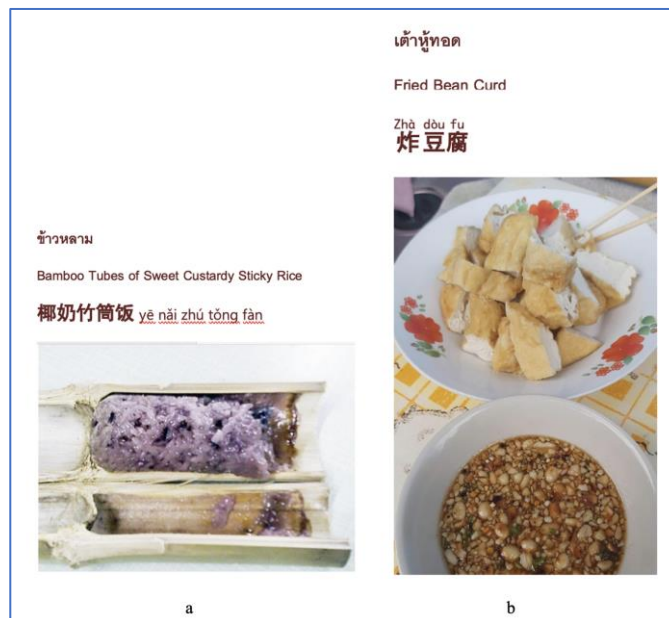 ข้าวหลาม
Bamboo Tubes of Sweet Custardy Sticky Rice
椰奶竹筒饭 yē nǎi zhú tǒng fàn
a
เต้าหู้ทอด
Fried Bean Curd
Zhà dòu fu
炸豆腐
b